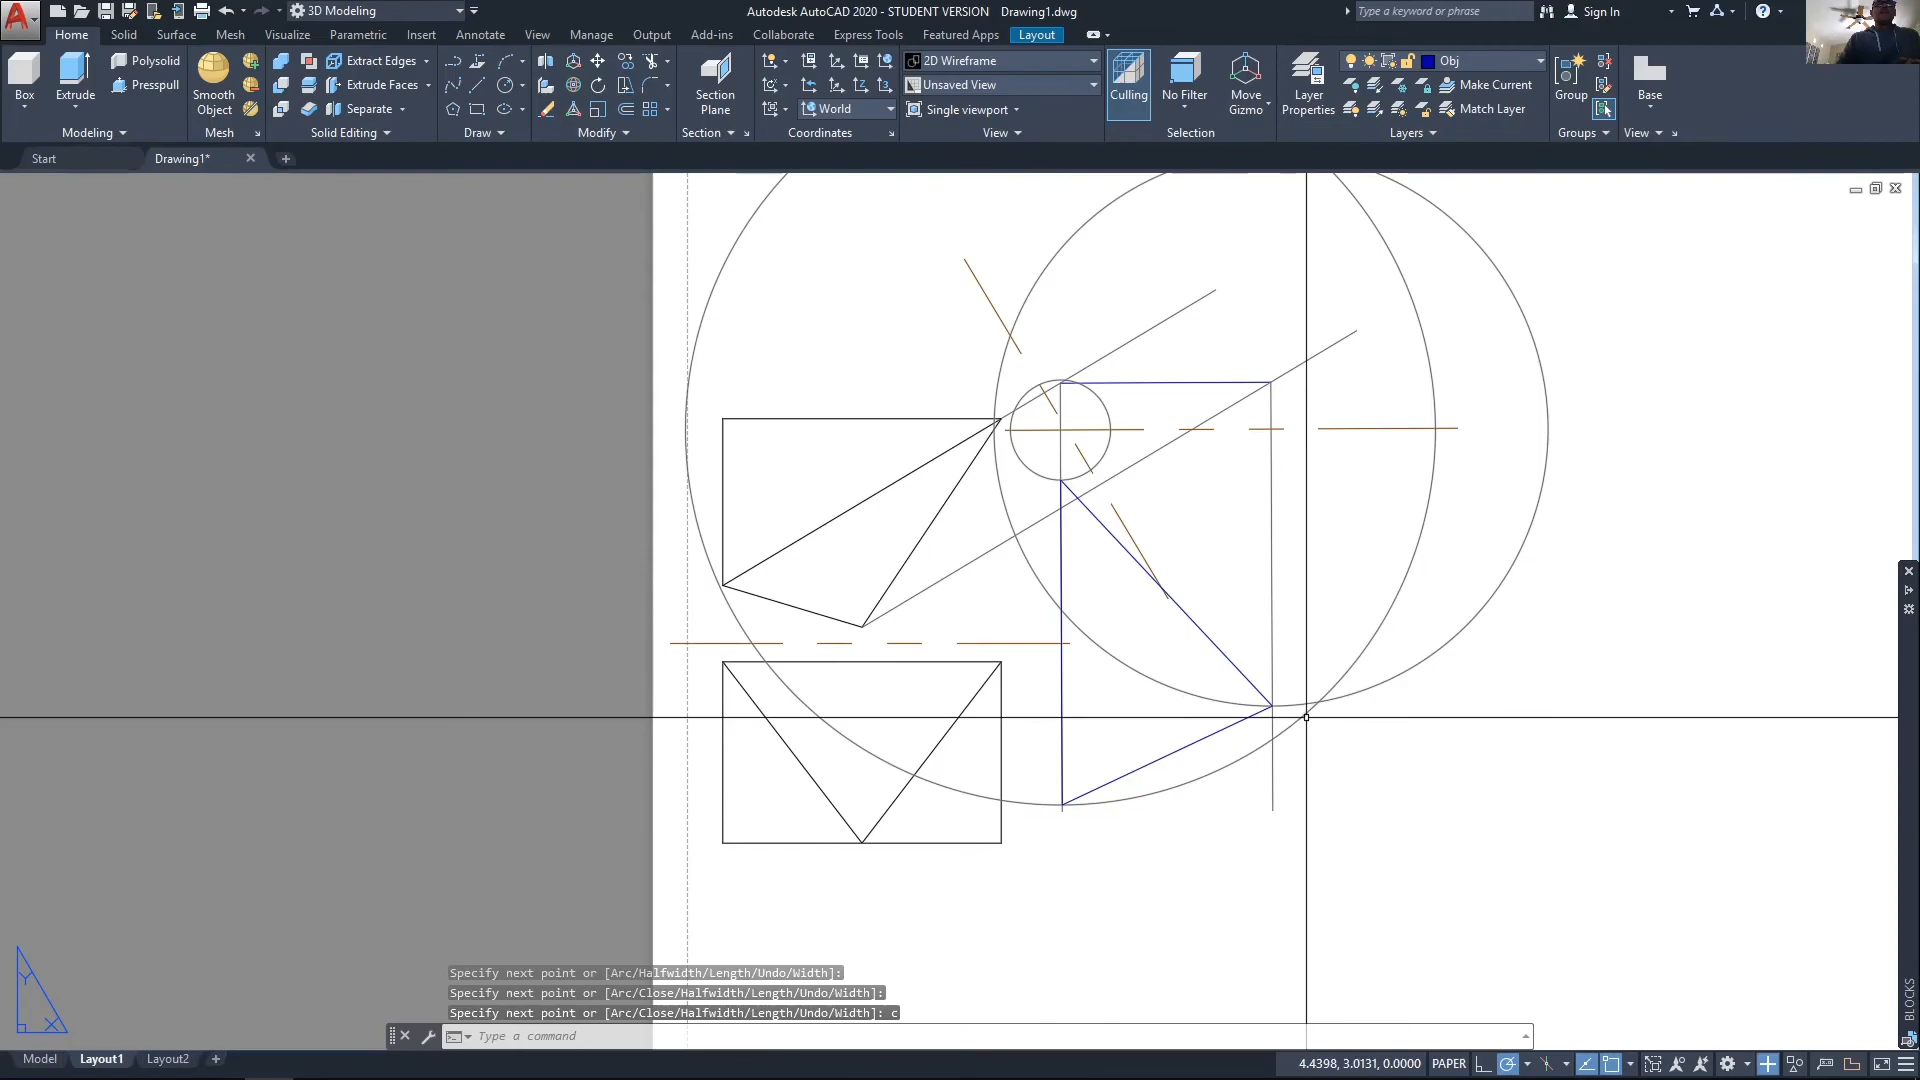 3D Modeling
Autodesk AutoCAD 2020 - STUDENT VERSION Drawing1.dwg
Type a keyword or phrase
Sign In
Home Solid Surface Mesh Visualize Parametric Insert Annotate View Manage Output Add-ins Collaborate Express Tools Featured Apps Layout
Box
Extrude
Polysolid
Presspull
Smooth Object
Extract Edges
Extrude Faces
Separate
Section Plane
World
2D Wireframe
Unsaved View
Single viewport
Culling
No Filter
Move Gizmo
Layer Properties
Obj
Make Current
Match Layer
Group
Base
Modeling Mesh Solid Editing Draw Modify Section Coordinates View Selection Layers Groups View
Start Drawing1*
Y
X
BLOCKS
Specify next point or [Arc/Halfwidth/Length/Undo/Width]:
Specify next point or [Arc/Close/Halfwidth/Length/Undo/Width]:
Specify next point or [Arc/Close/Halfwidth/Length/Undo/Width]: c
Type a command
Model Layout1 Layout2
4.4398, 3.0131, 0.0000 PAPER